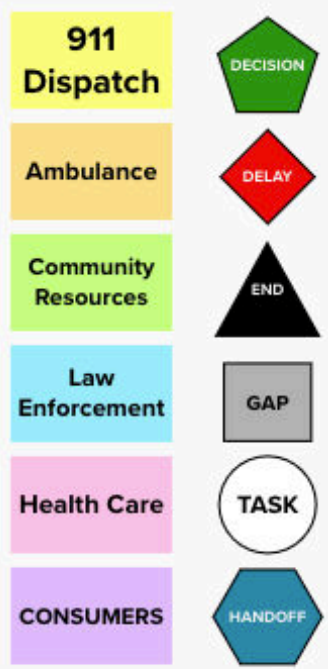 911
Dispatch
DECISION
Ambulance
DELAY
Community
Resources
END
Law
Enforcement
GAP
Health Care
TASK
CONSUMERS
HANDOFF